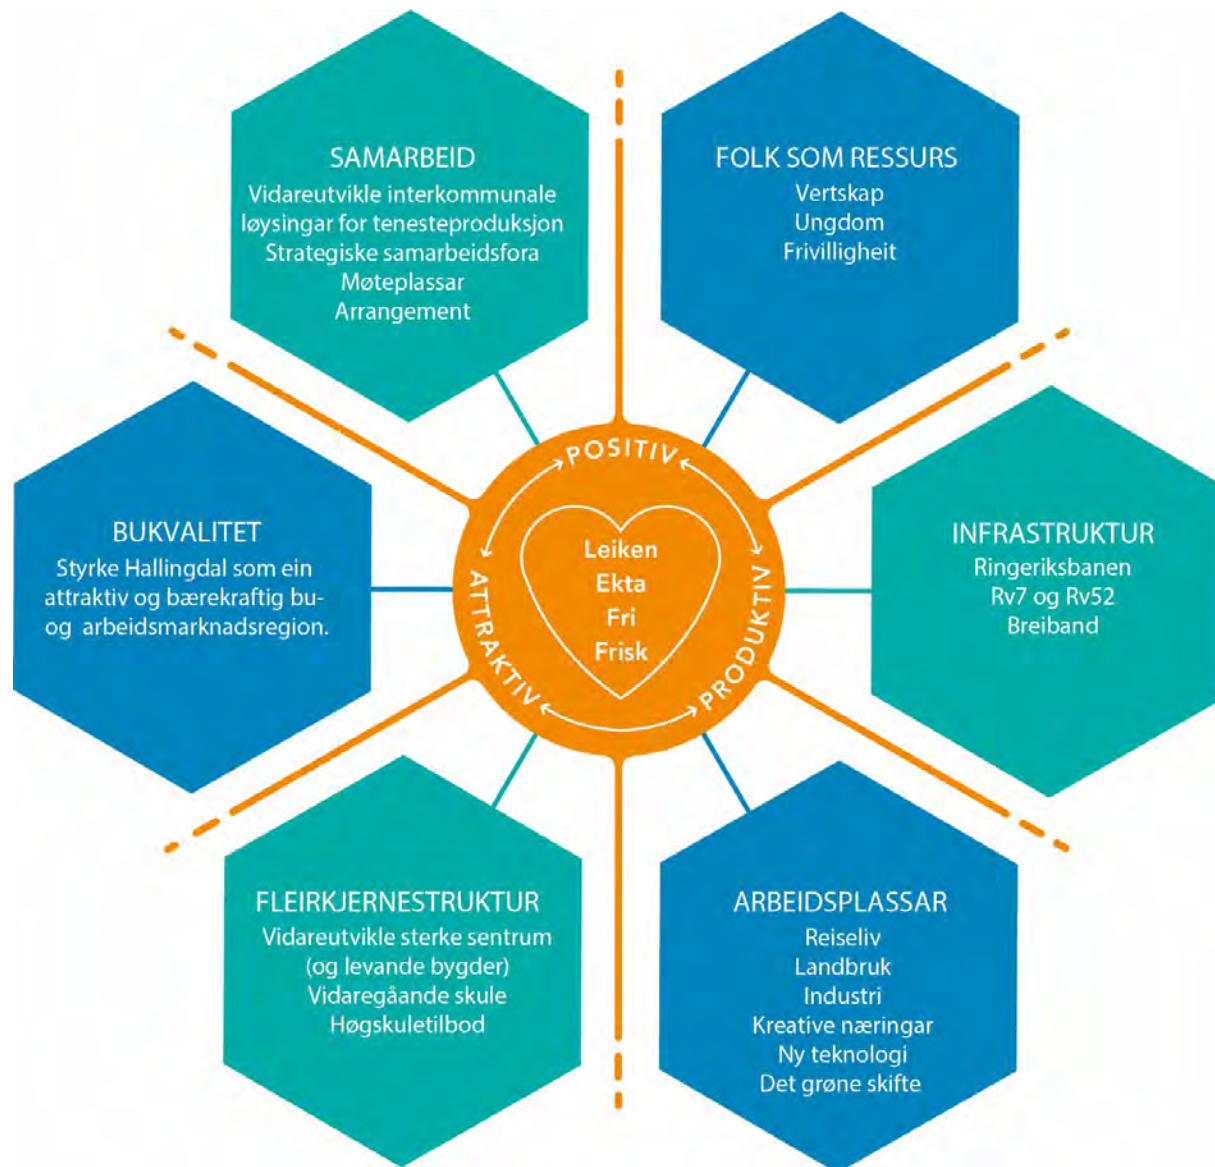 SAMARBEID
Vidareutvikle interkommunale
løysingar for tenesteproduksjon
Strategiske samarbeidsfora
Møteplassar
Arrangement
FOLK SOM RESSURS
Vertskap
Ungdom
Frivilligheit
BUKVALITET
Styrke Hallingdal som ein
attraktiv og bærekraftig bu-
og arbeidsmarknadsregion.
POSITIV
ATTRAKTIV
PRODUKTIV
Leiken
Ekta
Fri
Frisk
INFRASTRUKTUR
Ringeriksbanen
Rv7 og Rv52
Breiband
FLEIRKJERNESTRUKTUR
Vidareutvikle sterke sentrum
(og levande bygder)
Vidaregåande skule
Høgskuletilbod
ARBEIDSPLASSAR
Reiseliv
Landbruk
Industri
Kreative næringar
Ny teknologi
Det grøne skifte